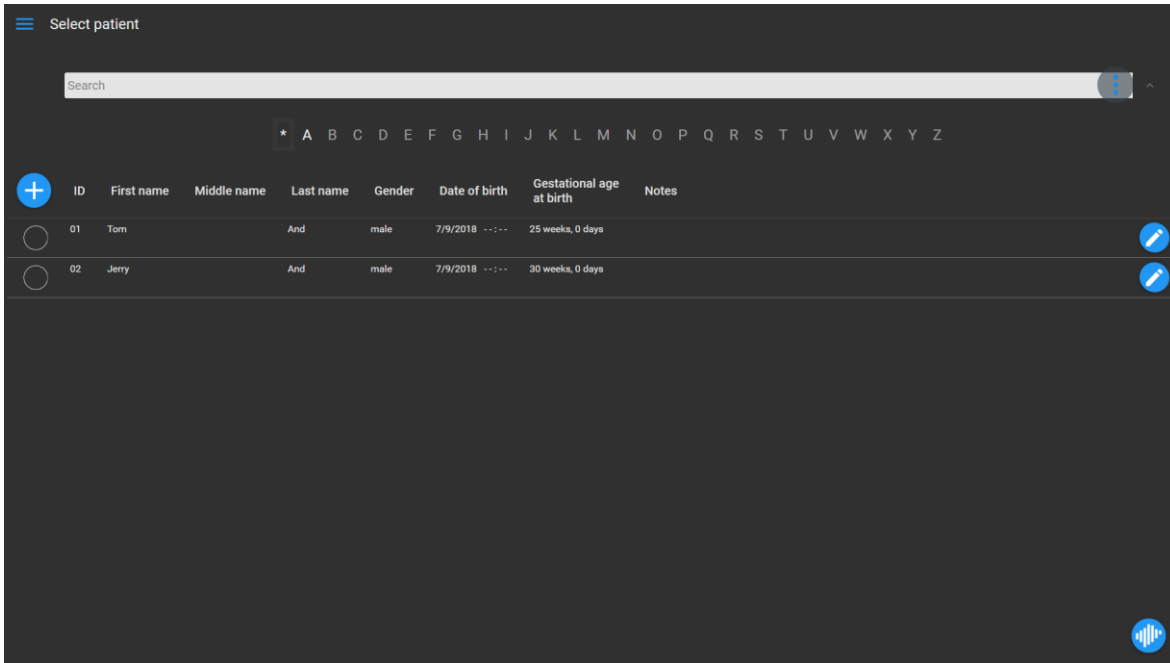 Select patient
Search
* A B C D E F G H I J K L M N O P Q R S T U V W X Y Z
ID First name Middle name Last name Gender Date of birth Gestational age at birth Notes
01 Tom And male 7/9/2018 --:-- 25 weeks, 0 days
02 Jerry And male 7/9/2018 --:-- 30 weeks, 0 days